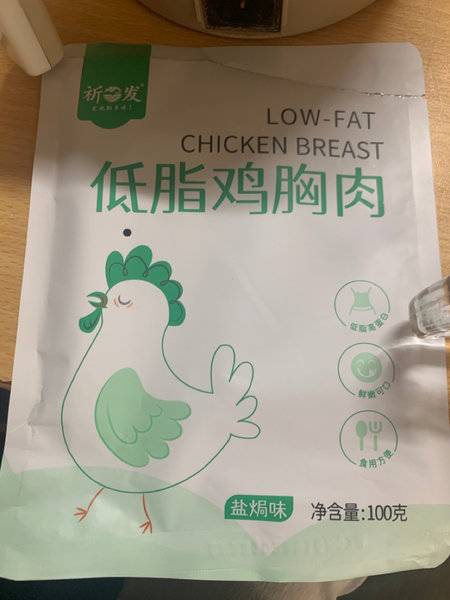 祈 发
LOW-FAT
CHICKEN BREAST
低脂鸡胸肉
低脂高蛋白
鲜嫩可口
食用方便
盐焗味
净含量:100克